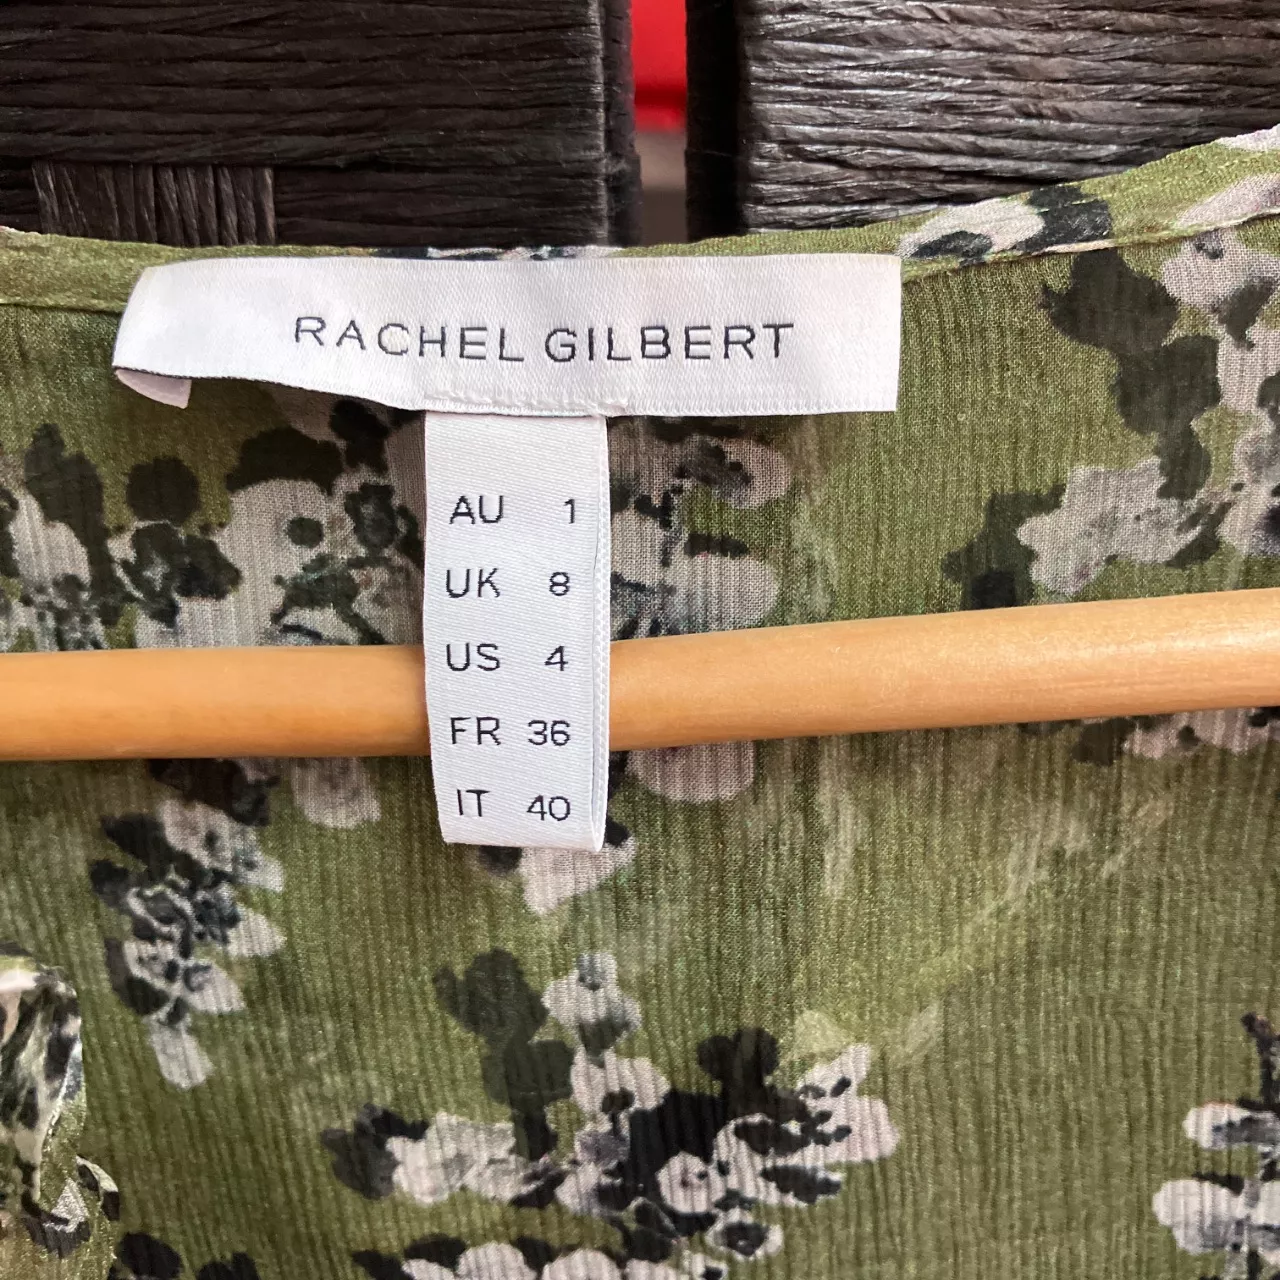 RACHEL GILBERT
AU 1
UK 8
US 4
FR 36
IT 40